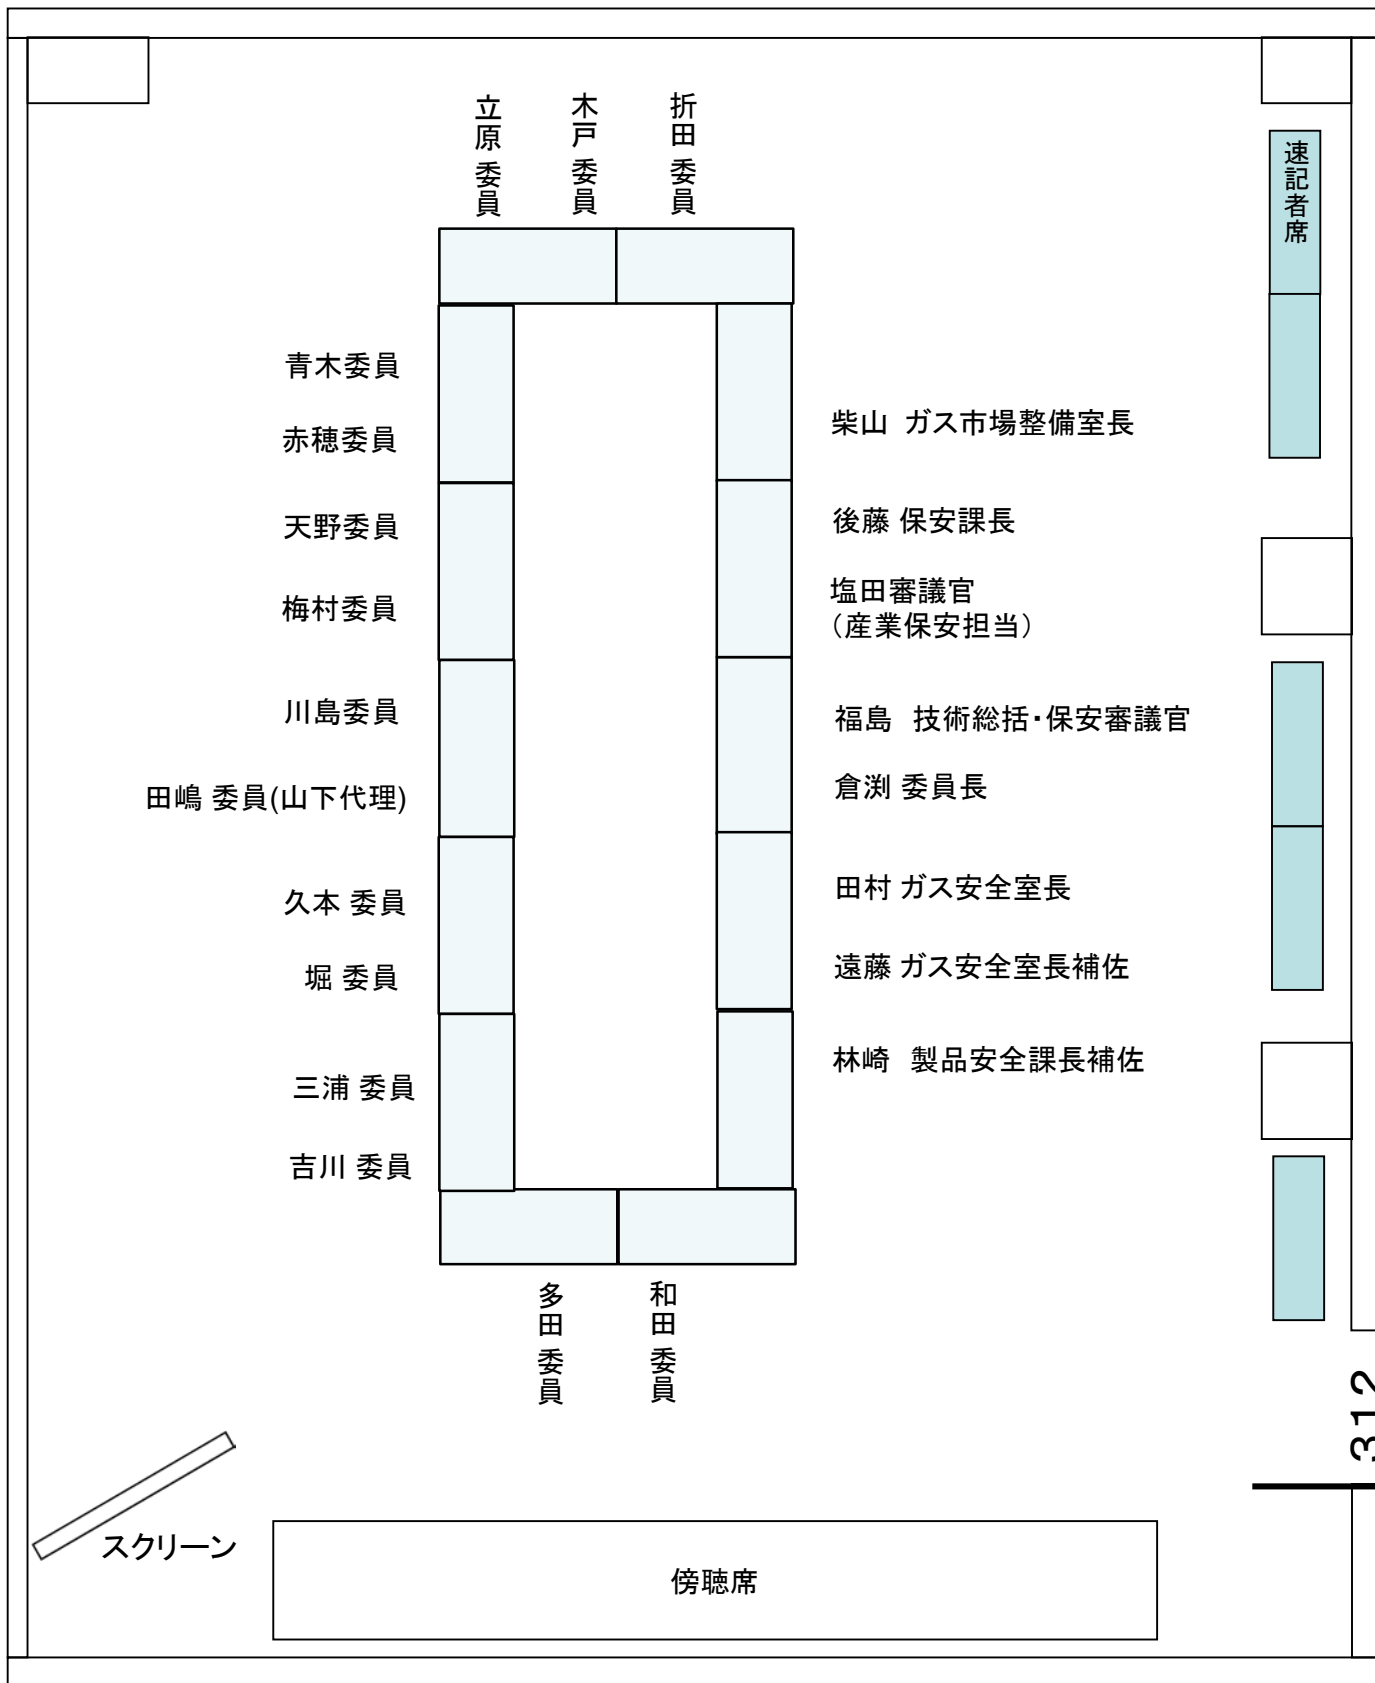 立原 委員
木戸 委員
折田 委員
速記者席
青木委員
赤穂委員
天野委員
梅村委員
川島委員
田嶋 委員(山下代理)
久本 委員
堀 委員
三浦 委員
吉川 委員
柴山 ガス市場整備室長
後藤 保安課長
塩田審議官
（産業保安担当）
福島 技術総括・保安審議官
倉渕 委員長
田村 ガス安全室長
遠藤 ガス安全室長補佐
林崎 製品安全課長補佐
多田 委員
和田 委員
312
スクリーン
傍聴席